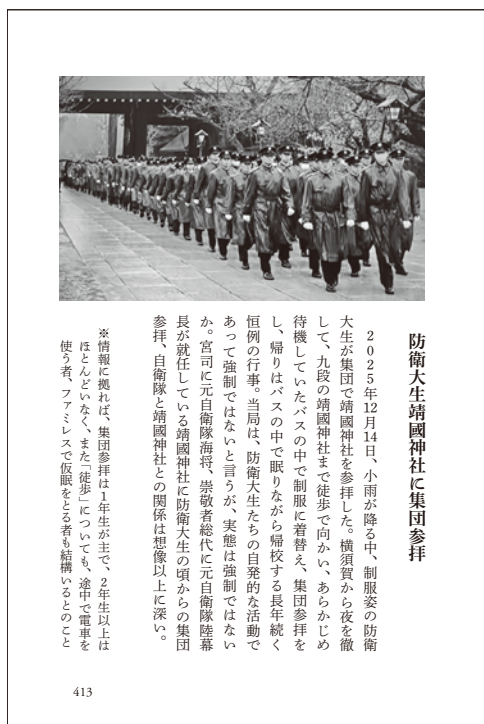 防衛大生靖國神社に集団参拝
２０２５年12月14日、小雨が降る中、制服姿の防衛
大生が集団で靖國神社を参拝した。横須賀から夜を徹
して、九段の靖國神社まで徒歩で向かい、あらかじめ
待機していたバスの中で制服に着替え、集団参拝を
し、帰りはバスの中で眠りながら帰校する長年続く
恒例の行事。当局は、防衛大生たちの自発的な活動で
あって強制ではないと言うが、実態は強制ではない
か。宮司に元自衛隊海将、崇敬者総代に元自衛隊陸幕
長が就任している靖國神社に防衛大生の頃からの集団
参拝、自衛隊と靖國神社との関係は想像以上に深い。
※情報に拠れば、集団参拝は１年生が主で、２年生以上は
ほとんどいなく、また「徒歩」についても、途中で電車を
使う者、ファミレスで仮眠をとる者も結構いるとのこと
413